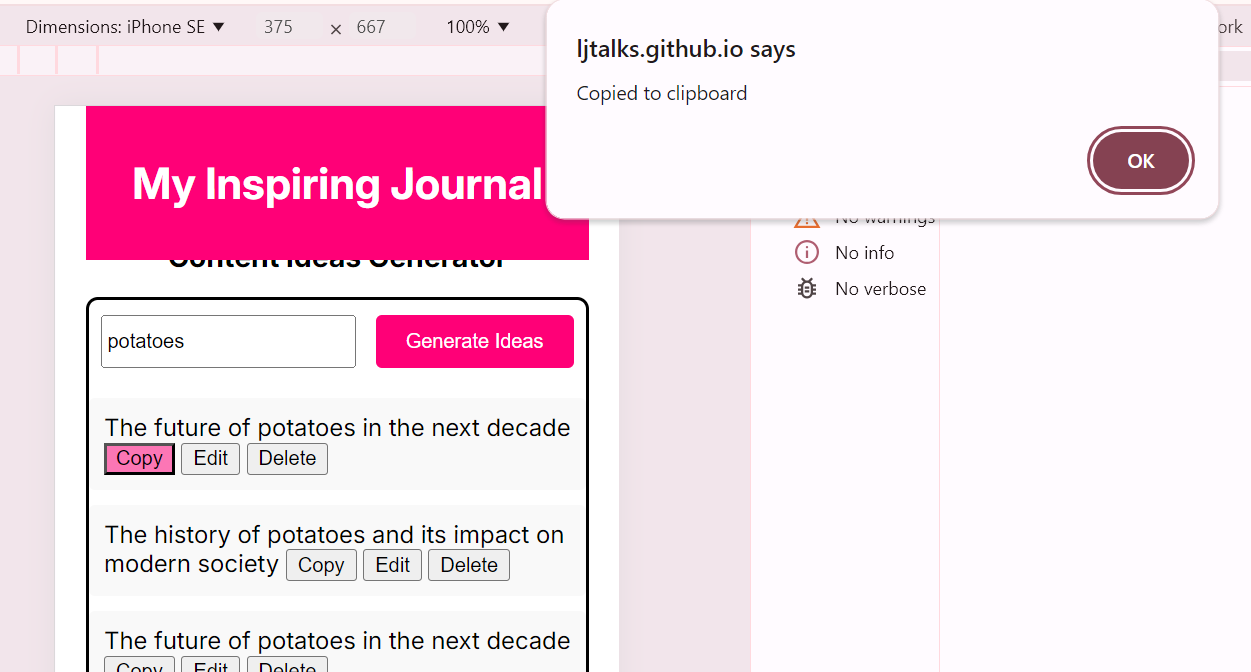 Dimensions: iPhone SE ▼ 375 × 667 100% ▼
ork
ljtalks.github.io says
Copied to clipboard
OK
My Inspiring Journal
Content Ideas Generator
potatoes
Generate Ideas
The future of potatoes in the next decade
Copy Edit Delete
The history of potatoes and its impact on
modern society Copy Edit Delete
The future of potatoes in the next decade
Copy Edit Delete
No warnings
No info
No verbose